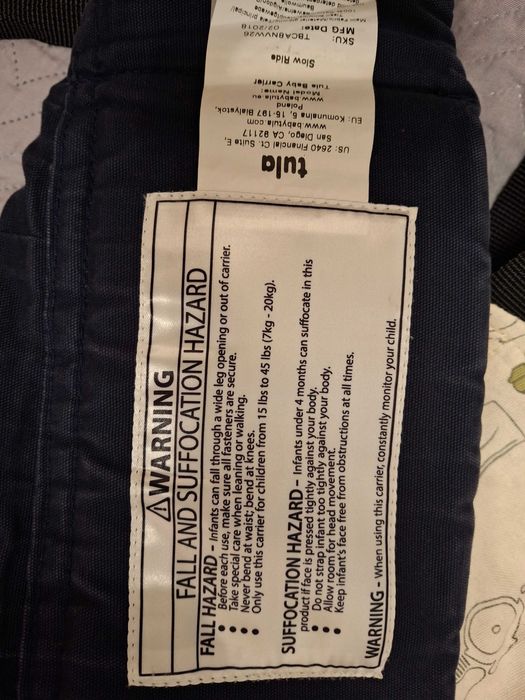 tula
US: 2640 Financial Ct. Suite E,
San Diego, CA 92117
www.babytula.com
EU: Komunalna 5, 15-197 Bialystok,
Poland
www.babytula.eu
Model Name:
Tula Baby Carrier
Slow Ride
SKU: TBCA8NVW26
MFG Date: 02/2018
⚠WARNING
FALL AND SUFFOCATION HAZARD
FALL HAZARD – Infants can fall through a wide leg opening or out of carrier.
• Before each use, make sure all fasteners are secure.
• Take special care when leaning or walking.
• Never bend at waist; bend at knees.
• Only use this carrier for children from 15 lbs to 45 lbs (7kg - 20kg).
SUFFOCATION HAZARD – Infants under 4 months can suffocate in this
product if face is pressed tightly against your body.
• Do not strap infant too tightly against your body.
• Allow room for head movement.
• Keep infant's face free from obstructions at all times.
WARNING – When using this carrier, constantly monitor your child.